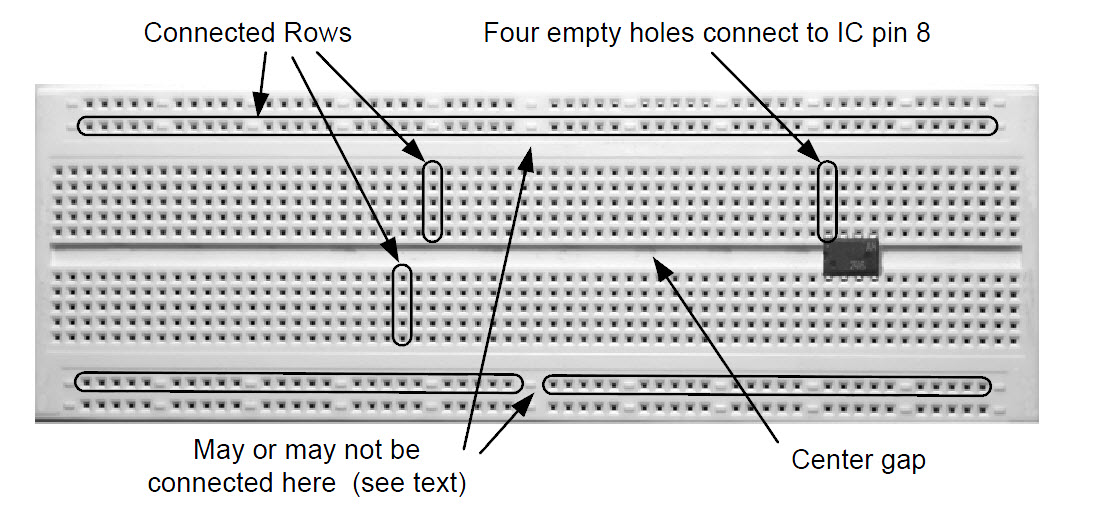 Connected Rows
Four empty holes connect to IC pin 8
May or may not be
connected here (see text)
Center gap